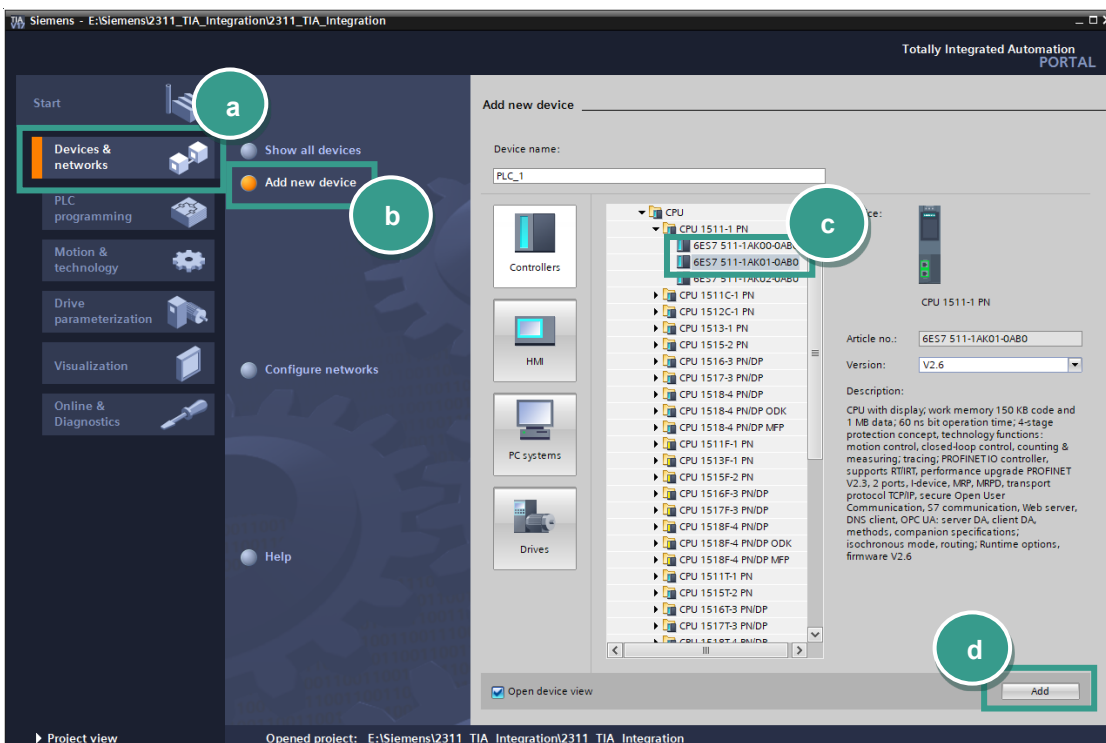 Siemens - E:\Siemens\2311_TIA_Integration\2311_TIA_Integration
Totally Integrated Automation
PORTAL
Start
a
Devices &
networks
PLC
programming
Motion &
technology
Drive
parameterization
Visualization
Online &
Diagnostics
Show all devices
Add new device
b
Configure networks
Help
Add new device
Device name:
PLC_1
Controllers
HMI
PC systems
Drives
CPU
CPU 1511-1 PN
6ES7 511-1AK00-0AB0
6ES7 511-1AK01-0AB0
6ES7 511-1AK02-0AB0
CPU 1511C-1 PN
CPU 1512C-1 PN
CPU 1513-1 PN
CPU 1515-2 PN
CPU 1516-3 PN/DP
CPU 1517-3 PN/DP
CPU 1518-4 PN/DP
CPU 1518-4 PN/DP ODK
CPU 1518-4 PN/DP MFP
CPU 1511F-1 PN
CPU 1513F-1 PN
CPU 1515F-2 PN
CPU 1516F-3 PN/DP
CPU 1517F-3 PN/DP
CPU 1518F-4 PN/DP
CPU 1518F-4 PN/DP ODK
CPU 1518F-4 PN/DP MFP
CPU 1511T-1 PN
CPU 1515T-2 PN
CPU 1516T-3 PN/DP
CPU 1517T-3 PN/DP
CPU 1518T-4 PN/DP
c
CPU 1511-1 PN
Article no.: 6ES7 511-1AK01-0AB0
Version: V2.6
Description:
CPU with display; work memory 150 KB code and
1 MB data; 60 ns bit operation time; 4-stage
protection concept, technology functions:
motion control, closed-loop control, counting &
measuring; tracing; PROFINET IO controller,
supports RT/IRT, performance upgrade PROFINET
V2.3, 2 ports, I-device, MRP, MRPD, transport
protocol TCP/IP, secure Open User
Communication, S7 communication, Web server,
DNS client, OPC UA: server DA, client DA,
methods, companion specifications;
isochronous mode, routing; Runtime options,
firmware V2.6
d
Open device view
Add
Project view
Opened project: E:\Siemens\2311_TIA_Integration\2311_TIA_Integration